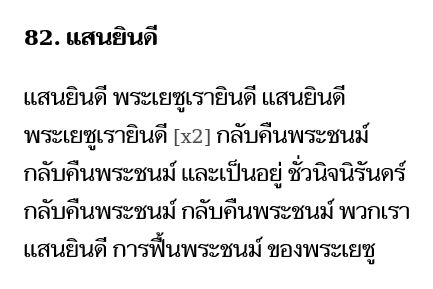 82. แสนยินดี
แสนยินดี พระเยซูเรายินดี แสนยินดี
พระเยซูเรายินดี [x2] กลับคืนพระชนม์
กลับคืนพระชนม์ และเป็นอยู่ ชั่วนิจนิรันดร์
กลับคืนพระชนม์ กลับคืนพระชนม์ พวกเรา
แสนยินดี การฟื้นพระชนม์ ของพระเยซู